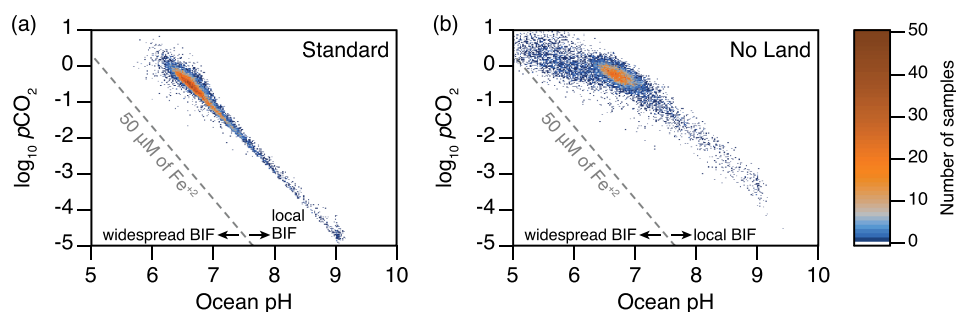 (a)
Standard
1
0
-1
-2
-3
-4
-5
log10 pCO2
50 μM of Fe+2
widespread BIF
local
BIF
5 6 7 8 9 10
Ocean pH
(b)
No Land
1
0
-1
-2
-3
-4
-5
log10 pCO2
50 μM of Fe+2
widespread BIF
local BIF
5 6 7 8 9 10
Ocean pH
50
40
30
20
10
0
Number of samples